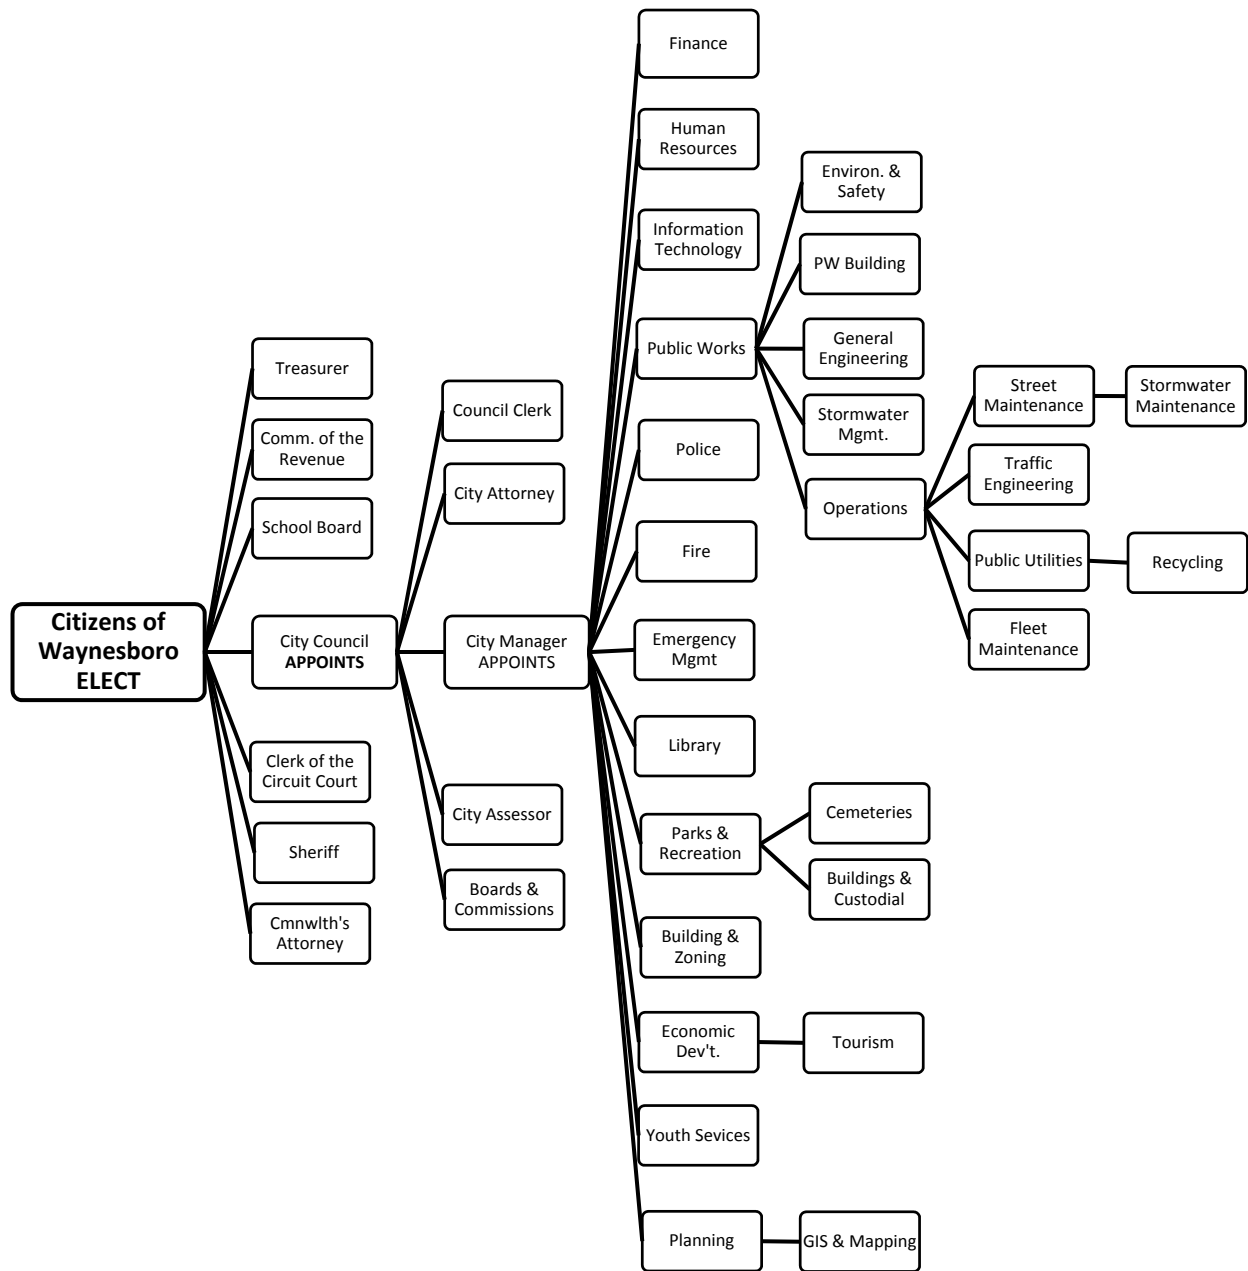 Citizens of
Waynesboro
ELECT
Treasurer
Comm. of the
Revenue
School Board
City Council
APPOINTS
Clerk of the
Circuit Court
Sheriff
Cmnwlth's
Attorney
Council Clerk
City Attorney
City Manager
APPOINTS
City Assessor
Boards &
Commissions
Finance
Human
Resources
Information
Technology
Public Works
Police
Fire
Emergency
Mgmt
Library
Parks &
Recreation
Building &
Zoning
Economic
Dev't.
Youth Sevices
Planning
Environ. &
Safety
PW Building
General
Engineering
Stormwater
Mgmt.
Operations
Cemeteries
Buildings &
Custodial
Tourism
GIS & Mapping
Street
Maintenance
Traffic
Engineering
Public Utilities
Fleet
Maintenance
Stormwater
Maintenance
Recycling